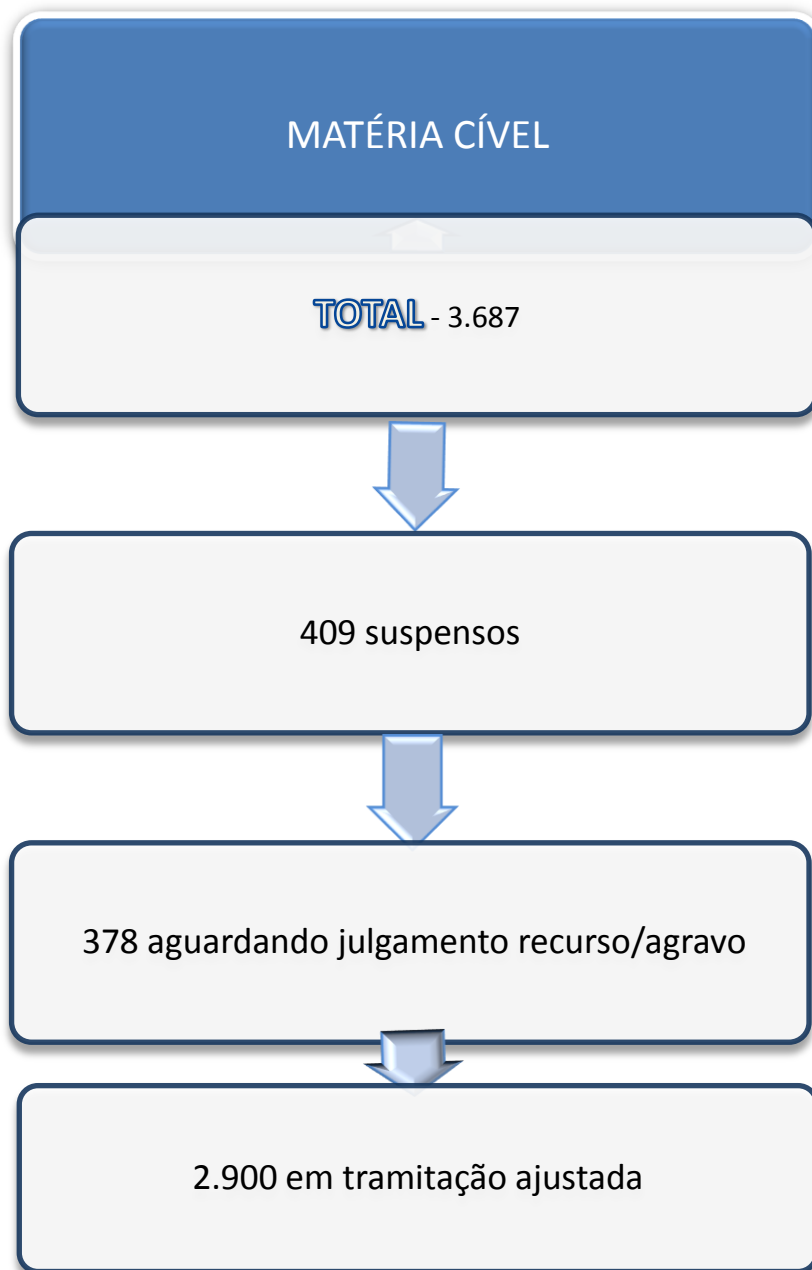 MATÉRIA CÍVEL
TOTAL - 3.687
409 suspensos
378 aguardando julgamento recurso/agravo
2.900 em tramitação ajustada